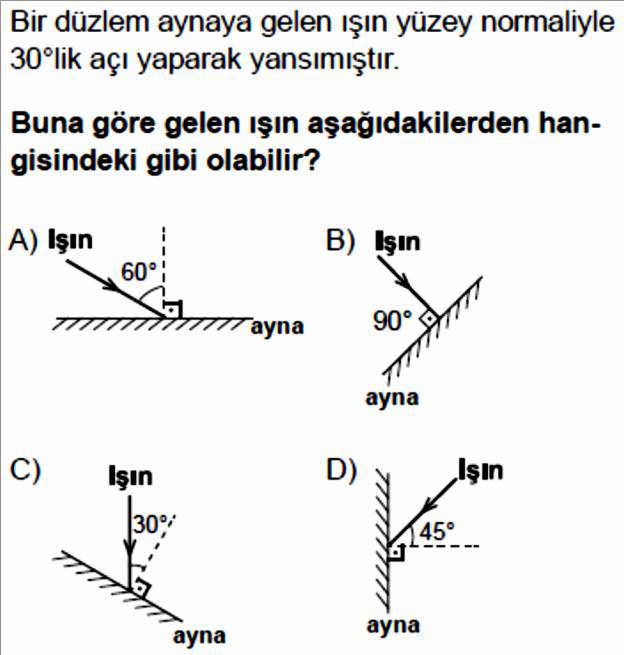 Bir düzlem aynaya gelen ışın yüzey normaliyle
30°lik açı yaparak yansımıştır.
Buna göre gelen ışın aşağıdakilerden han-
gisindeki gibi olabilir?
A) Işın
60°
ayna
B) Işın
90°
ayna
C)
Işın
30°
ayna
D)
Işın
45°
ayna